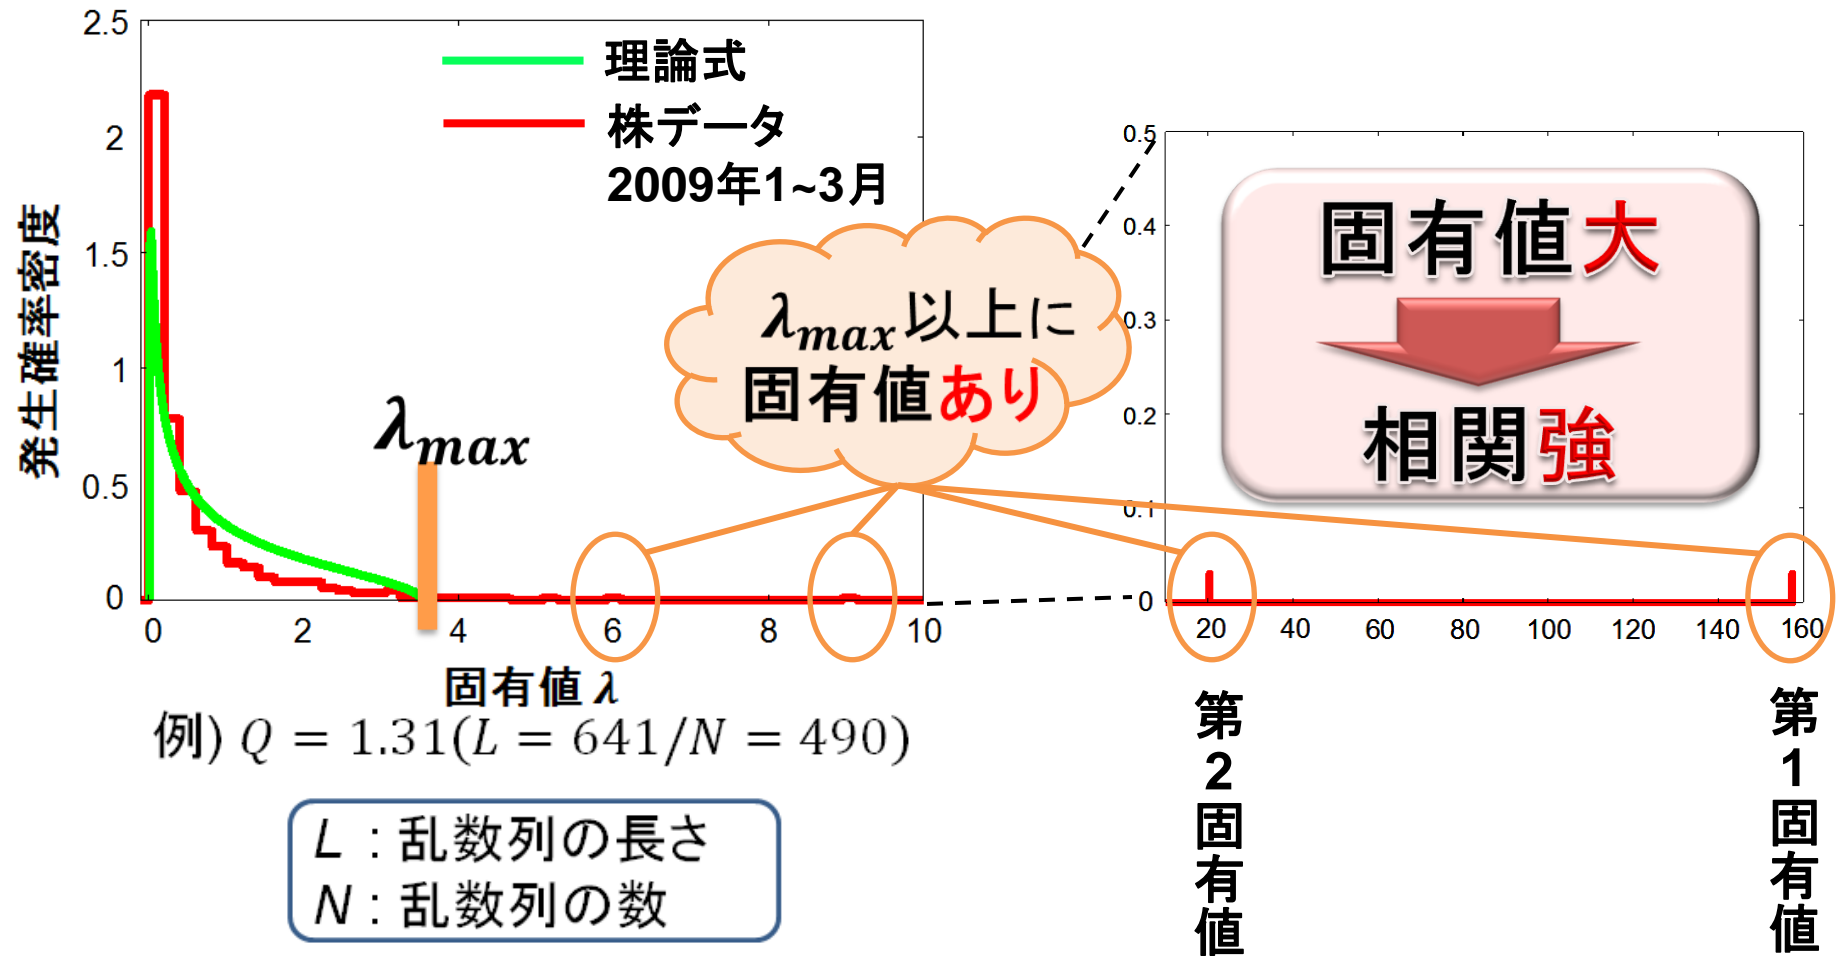 2.5
2
1.5
1
0.5
0
発生確率密度
理論式
株データ
2009年1~3月
λmax
0 2 4 6 8 10
固有値 λ
λmax 以上に
固有値あり
0.5
0.4
0.3
0.2
0.1
0
固有値大
相関強
20 40 60 80 100 120 140 160
第2固有値
第1固有値
例) Q = 1.31(L = 641/N = 490)
L : 乱数列の長さ
N : 乱数列の数